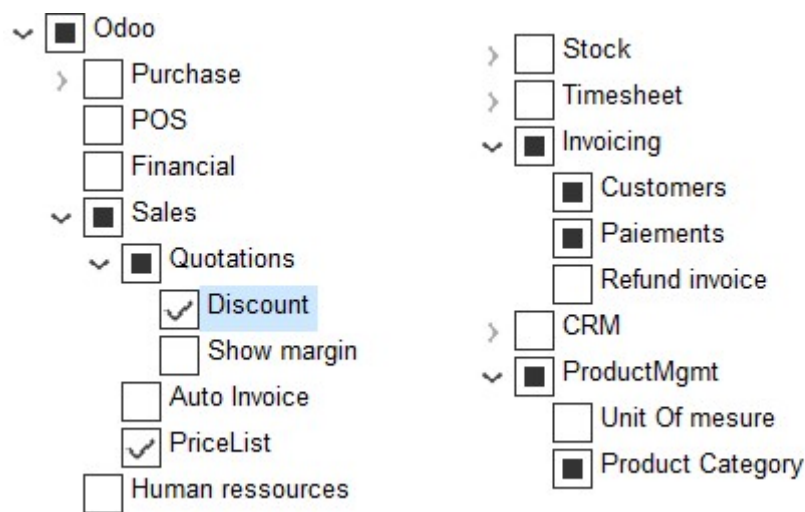 Odoo
Purchase
POS
Financial
Sales
Quotations
Discount
Show margin
Auto Invoice
PriceList
Human ressources
Stock
Timesheet
Invoicing
Customers
Paiements
Refund invoice
CRM
ProductMgmt
Unit Of mesure
Product Category